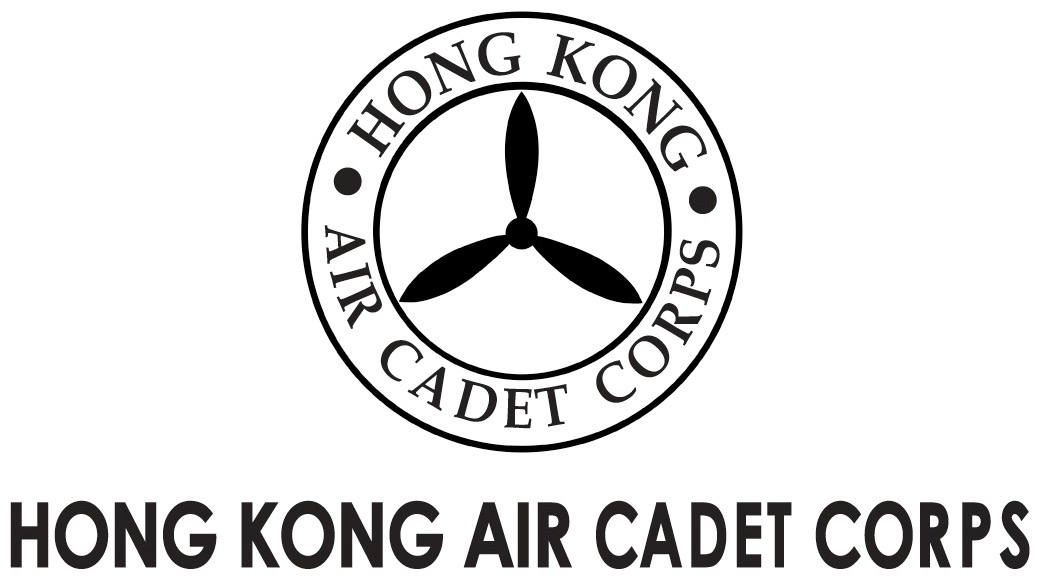 HONG KONG
AIR CADET CORPS
HONG KONG AIR CADET CORPS